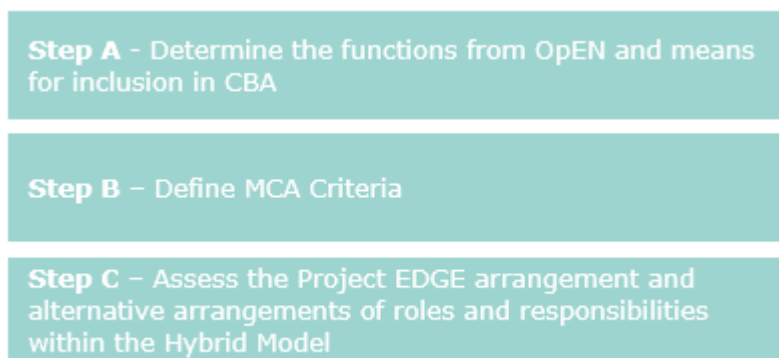 Step A - Determine the functions from OpEN and means
for inclusion in CBA
Step B – Define MCA Criteria
Step C – Assess the Project EDGE arrangement and
alternative arrangements of roles and responsibilities
within the Hybrid Model